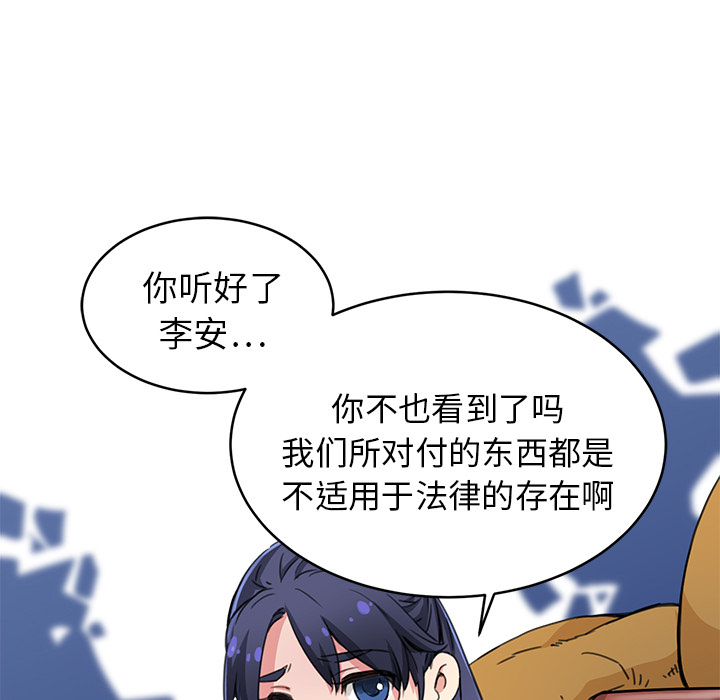 你听好了
李安...
你不也看到了吗
我们所对付的东西都是
不适用于法律的存在啊